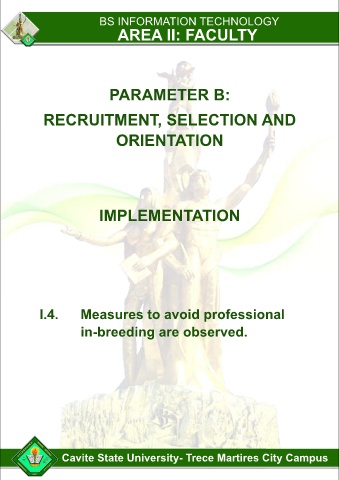 BS INFORMATION TECHNOLOGY
AREA II: FACULTY
PARAMETER B:
RECRUITMENT, SELECTION AND
ORIENTATION
IMPLEMENTATION
I.4. Measures to avoid professional
in-breeding are observed.
Cavite State University- Trece Martires City Campus